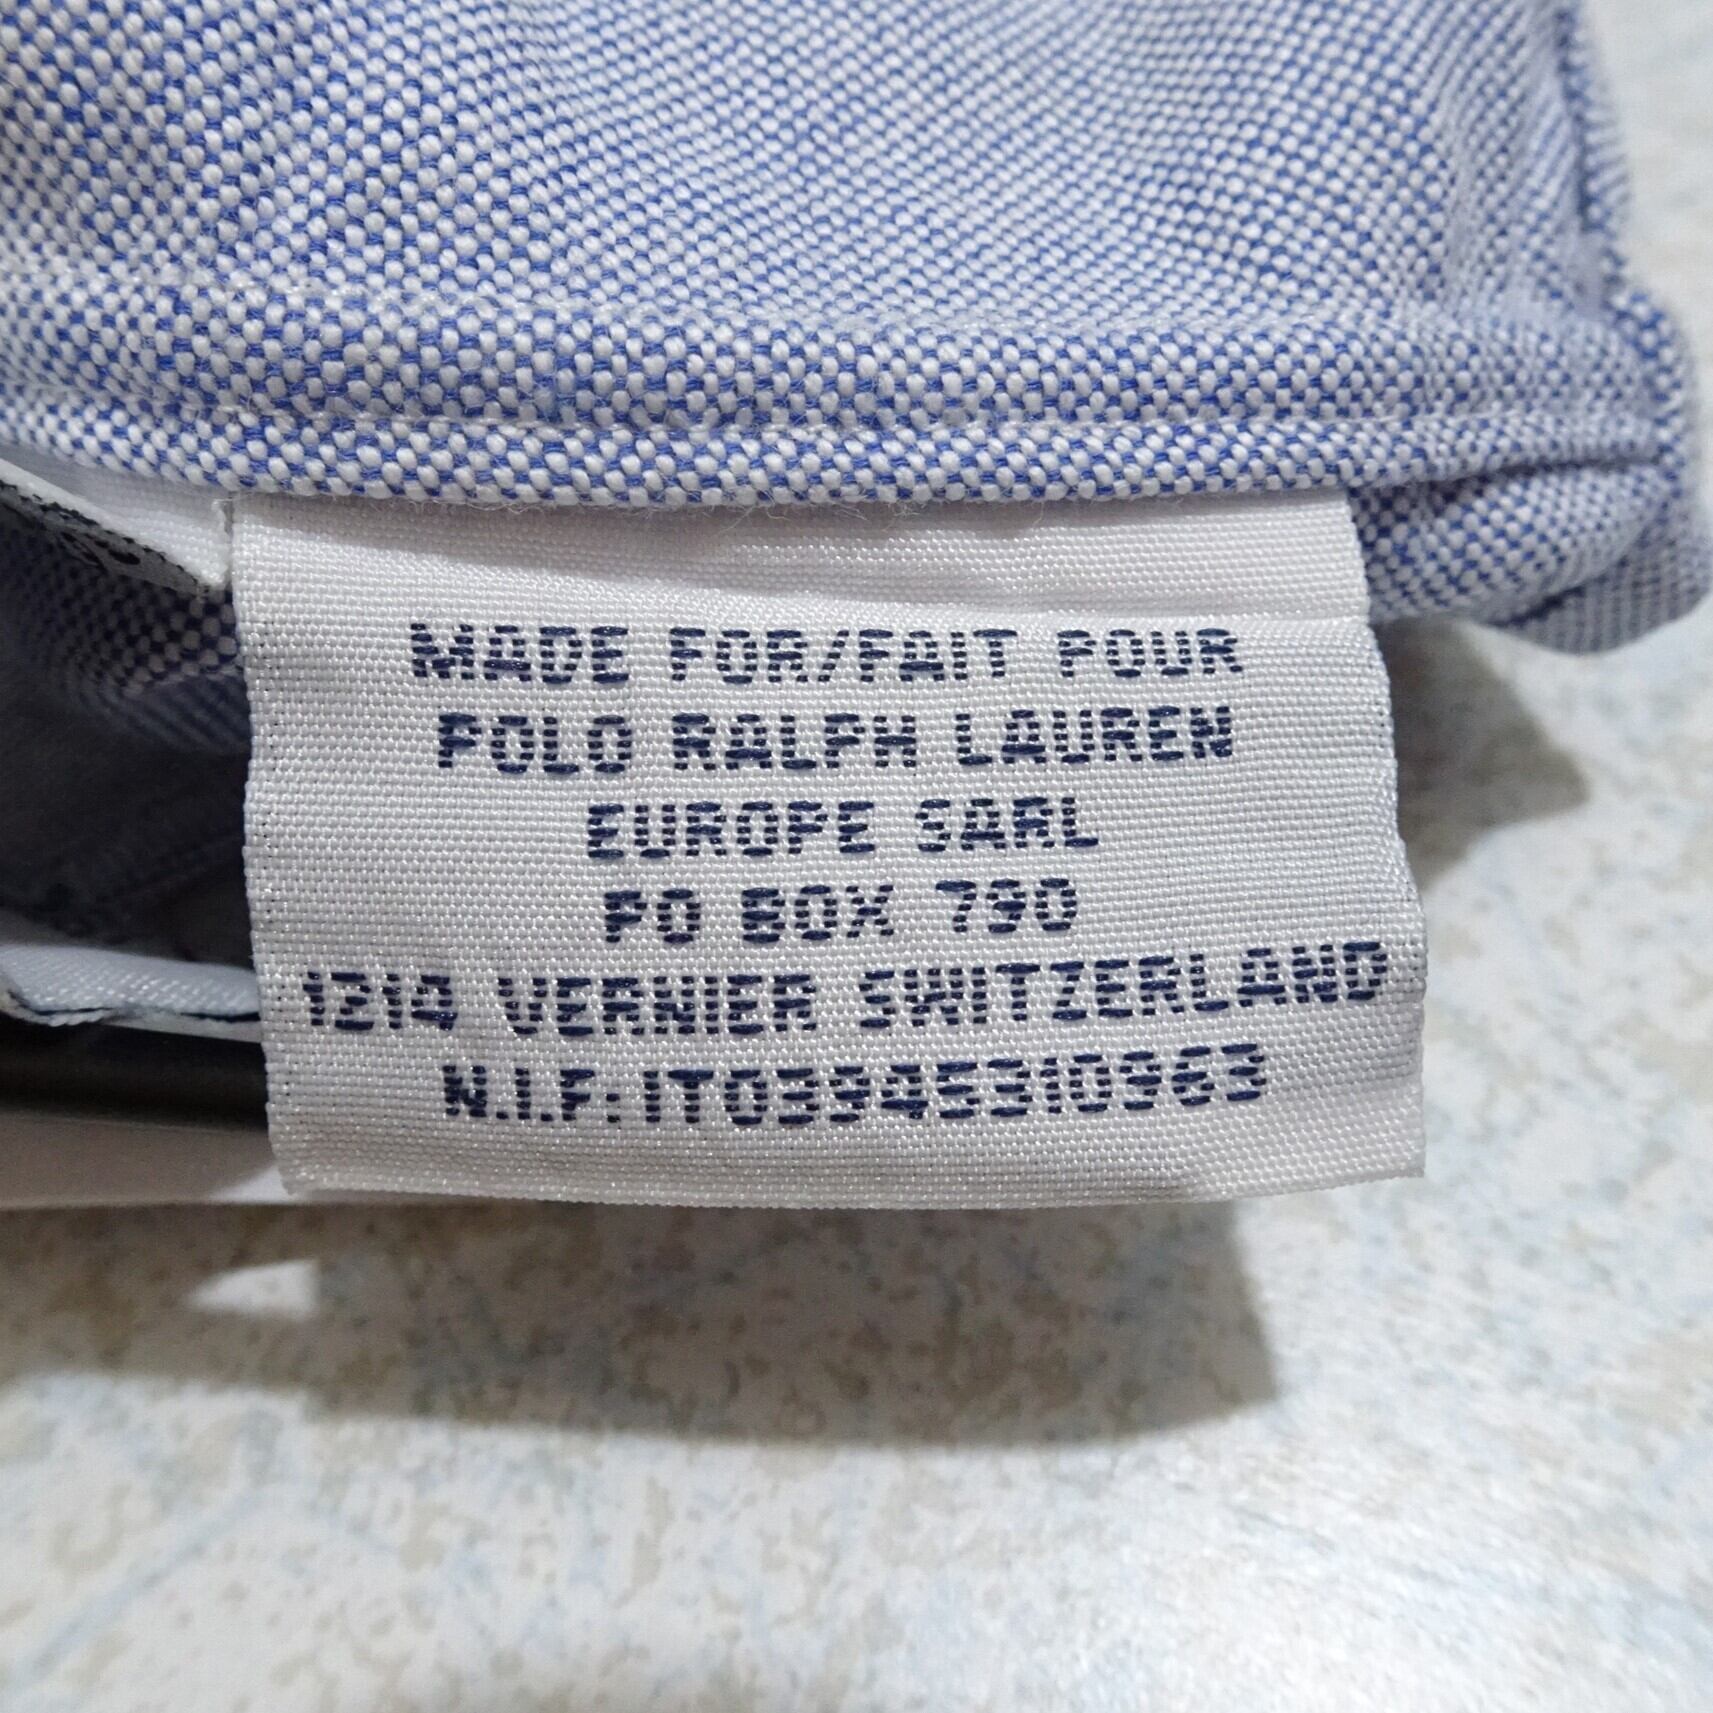 MADE FOR/FAIT POUR
POLO RALPH LAUREN
EUROPE SARL
PO BOX 790
1214 VERNIER SWITZERLAND
N.I.F.:IT03945310963